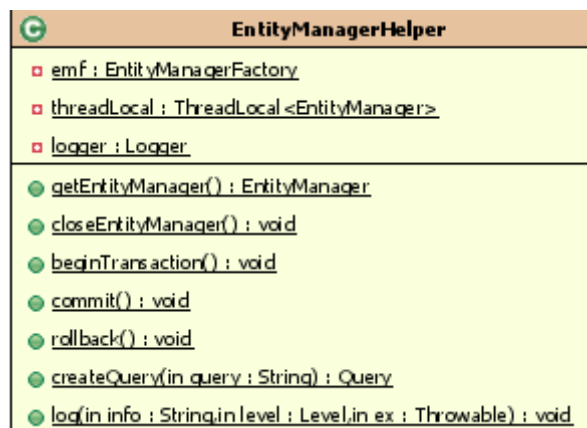 C EntityManagerHelper
emf : EntityManagerFactory
threadLocal : ThreadLocal<EntityManager>
logger : Logger
getEntityManager() : EntityManager
closeEntityManager() : void
beginTransaction() : void
commit() : void
rollback() : void
createQuery(in query : String) : Query
log(in info : String,in level : Level,in ex : Throwable) : void